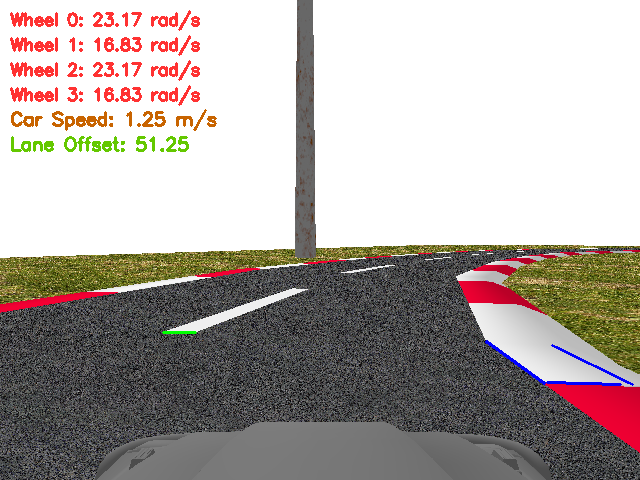 Wheel 0: 23.17 rad/s
Wheel 1: 16.83 rad/s
Wheel 2: 23.17 rad/s
Wheel 3: 16.83 rad/s
Car Speed: 1.25 m/s
Lane Offset: 51.25